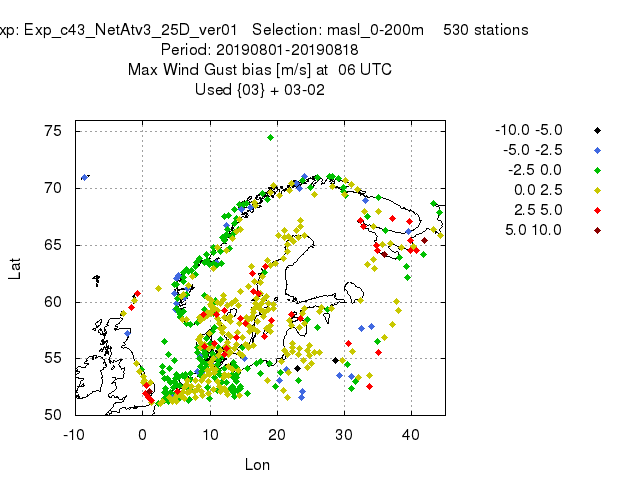 xp: Exp_c43_NetAtv3_25D_ver01 Selection: masl_0-200m 530 stations
Period: 20190801-20190818
Max Wind Gust bias [m/s] at 06 UTC
Used {03} + 03-02
-10.0 -5.0
-5.0 -2.5
-2.5 0.0
0.0 2.5
2.5 5.0
5.0 10.0
75
70
65
60
55
50
Lat
-10 0 10 20 30 40
Lon